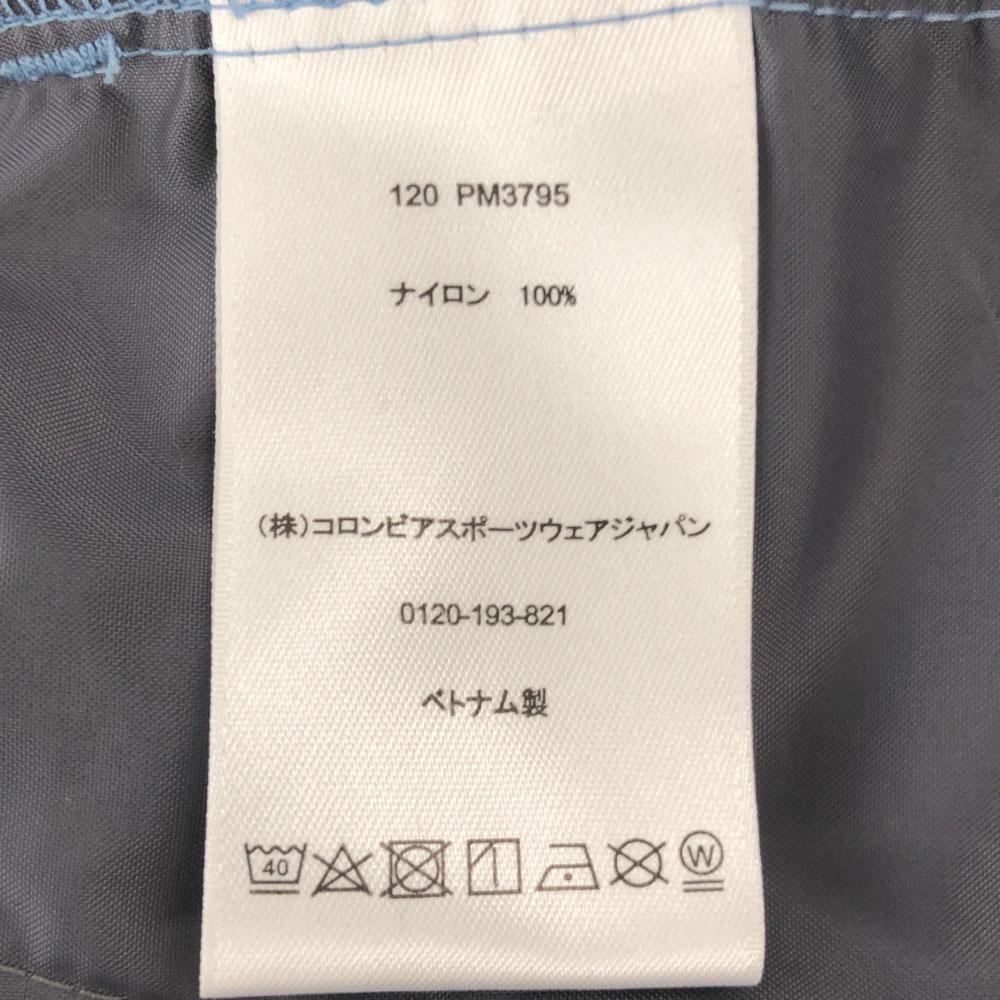 120 PM3795
ナイロン 100%
(株)コロンビアスポーツウェアジャパン
0120-193-821
ベトナム製
40 W